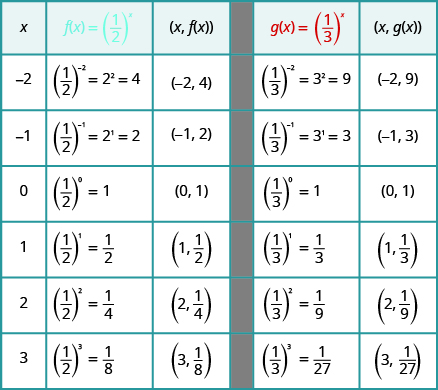 x f(x) = (1/2)ˣ (x, f(x)) g(x) = (1/3)ˣ (x, g(x))
−2 (1/2)⁻² = 2² = 4 (−2, 4) (1/3)⁻² = 3² = 9 (−2, 9)
−1 (1/2)⁻¹ = 2¹ = 2 (−1, 2) (1/3)⁻¹ = 3¹ = 3 (−1, 3)
0 (1/2)⁰ = 1 (0, 1) (1/3)⁰ = 1 (0, 1)
1 (1/2)¹ = 1/2 (1, 1/2) (1/3)¹ = 1/3 (1, 1/3)
2 (1/2)² = 1/4 (2, 1/4) (1/3)² = 1/9 (2, 1/9)
3 (1/2)³ = 1/8 (3, 1/8) (1/3)³ = 1/27 (3, 1/27)